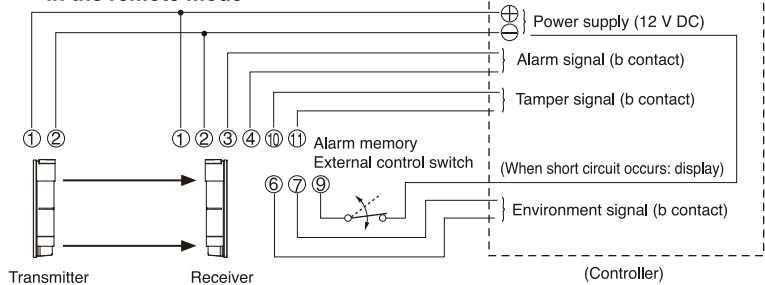 In the remote mode
⊕
⊖
Power supply (12 V DC)
Alarm signal (b contact)
Tamper signal (b contact)
① ② ① ② ③ ④ ⑩ ⑪
Alarm memory
External control switch
(When short circuit occurs: display)
⑥ ⑦ ⑨
Environment signal (b contact)
Transmitter
Receiver
(Controller)